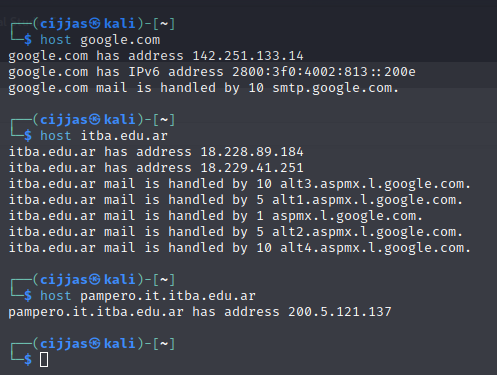 ┌──(cijjas㉿kali)-[~]
└─$ host google.com
google.com has address 142.251.133.14
google.com has IPv6 address 2800:3f0:4002:813::200e
google.com mail is handled by 10 smtp.google.com.
┌──(cijjas㉿kali)-[~]
└─$ host itba.edu.ar
itba.edu.ar has address 18.228.89.184
itba.edu.ar has address 18.229.41.251
itba.edu.ar mail is handled by 10 alt3.aspmx.l.google.com.
itba.edu.ar mail is handled by 5 alt1.aspmx.l.google.com.
itba.edu.ar mail is handled by 1 aspmx.l.google.com.
itba.edu.ar mail is handled by 5 alt2.aspmx.l.google.com.
itba.edu.ar mail is handled by 10 alt4.aspmx.l.google.com.
┌──(cijjas㉿kali)-[~]
└─$ host pampero.it.itba.edu.ar
pampero.it.itba.edu.ar has address 200.5.121.137
┌──(cijjas㉿kali)-[~]
└─$